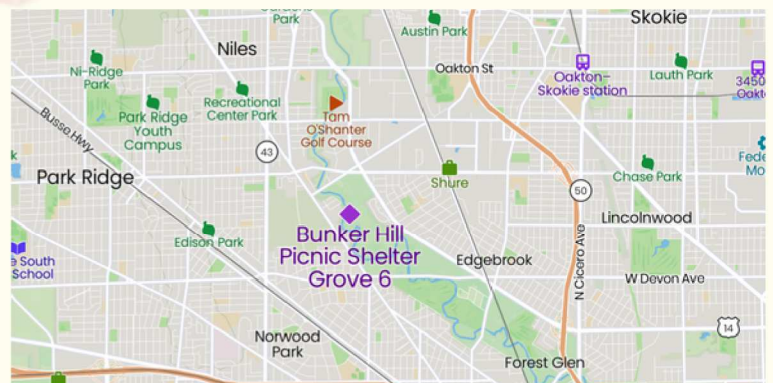 Park
Austin Park
Skokie
Niles
Ni-Ridge
Park
Oakton St
Oakton–
Skokie station
Lauth Park
3450
Oakt
Park Ridge
Youth
Campus
Recreational
Center Park
Tam
O'Shanter
Golf Course
Busse Hwy
43
Fede
Mo
k
Park Ridge
Shure
50
Chase Park
Lincolnwood
Edison Park
Bunker Hill
Picnic Shelter
Grove 6
e South
School
Edgebrook
N Cicero Ave
W Devon Ave
14
Norwood
Park
Forest Glen